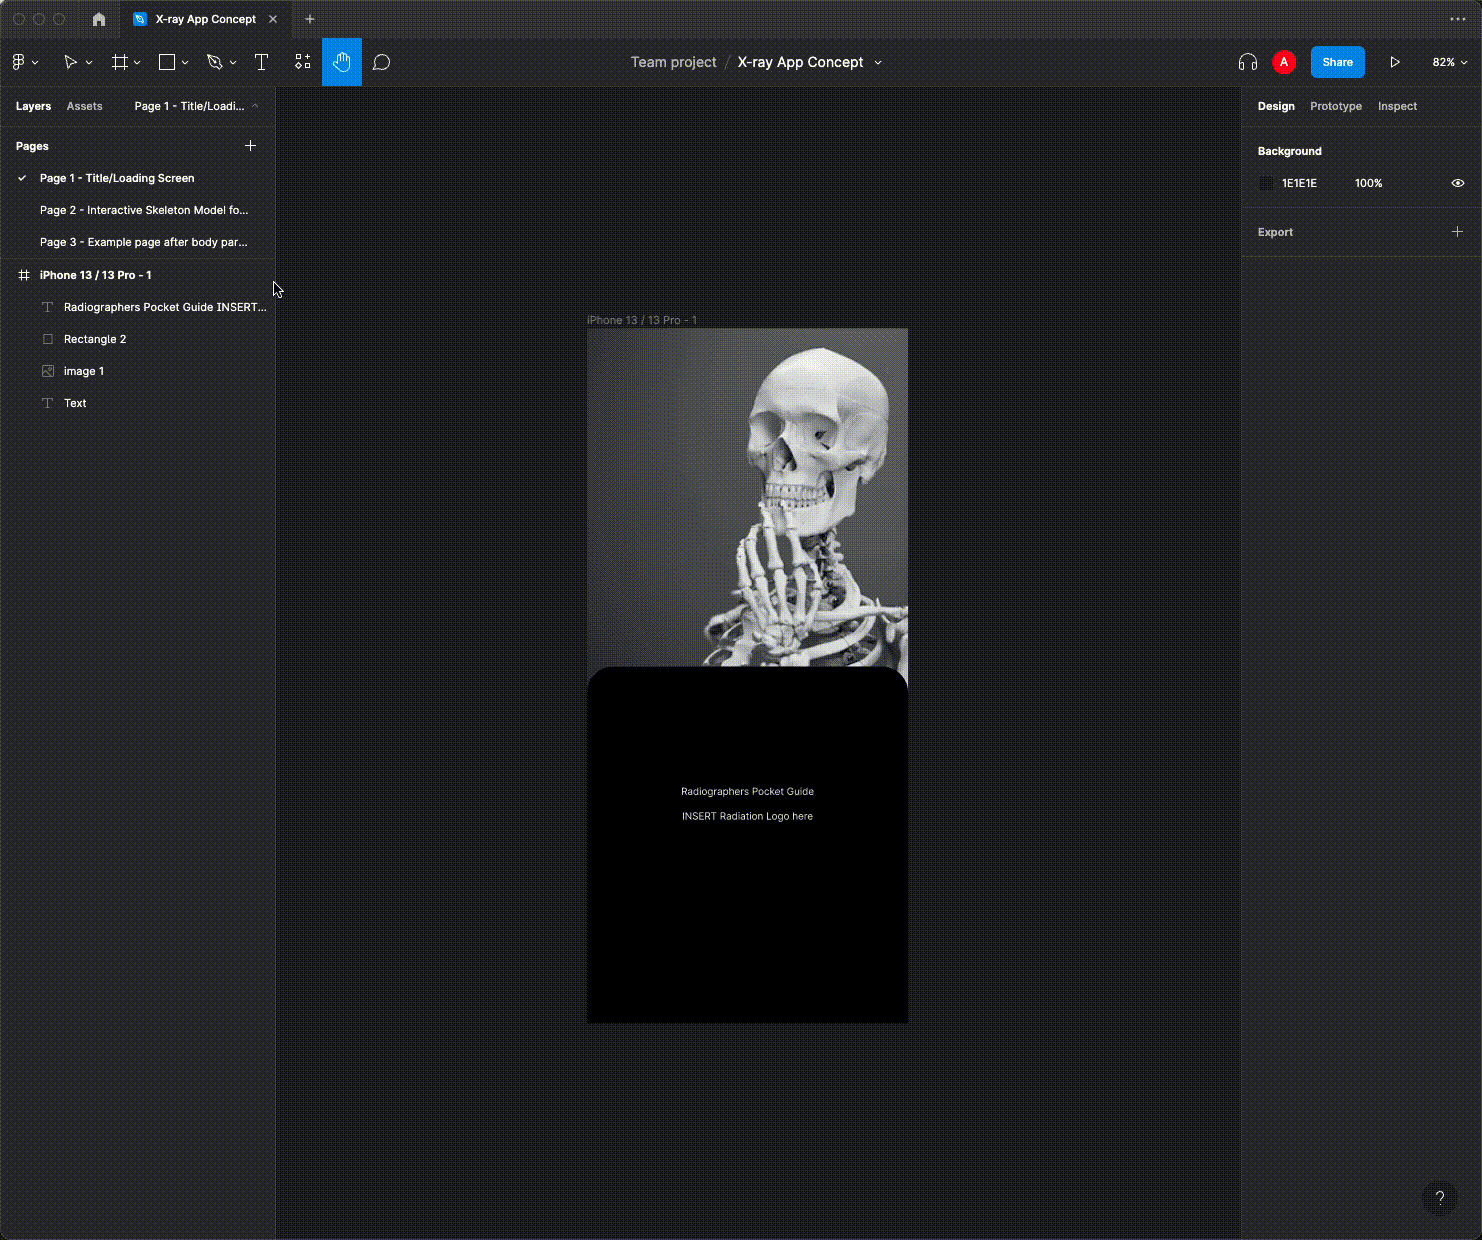 X-ray App Concept
Team project / X-ray App Concept
A
Share
82%
Layers
Assets
Page 1 - Title/Loadi...
Pages
Page 1 - Title/Loading Screen
Page 2 - Interactive Skeleton Model fo...
Page 3 - Example page after body par...
iPhone 13 / 13 Pro - 1
Radiographers Pocket Guide INSERT...
Rectangle 2
image 1
Text
iPhone 13 / 13 Pro - 1
Radiographers Pocket Guide
INSERT Radiation Logo here
Design
Prototype
Inspect
Background
1E1E1E
100%
Export
?